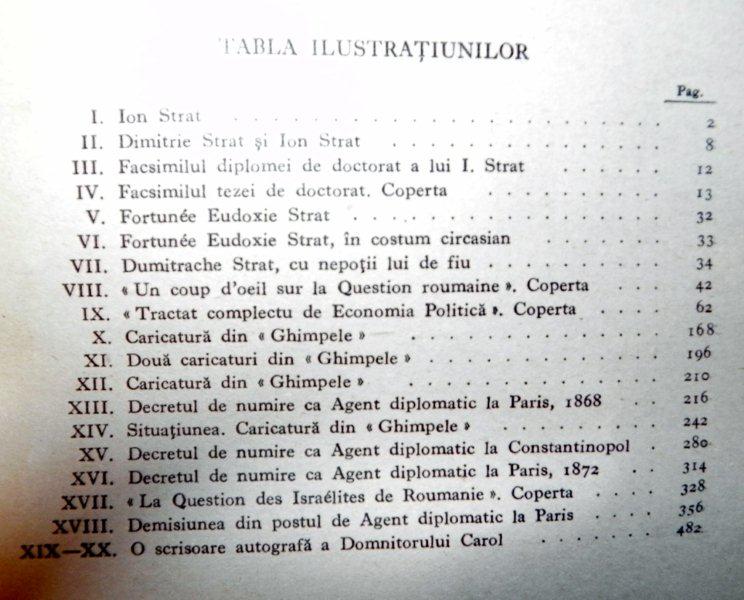 TABLA ILUSTRAȚIUNILOR
Pag.
I. Ion Strat . . . . . . . . . . . . . . . . . 2
II. Dimitrie Strat și Ion Strat . . . . . . . . . . . 8
III. Facsimilul diplomei de doctorat a lui I. Strat . . . . . 12
IV. Facsimilul tezei de doctorat. Coperta . . . . . . . 13
V. Fortunée Eudoxie Strat . . . . . . . . . . . . 32
VI. Fortunée Eudoxie Strat, în costum circasian . . . . . 33
VII. Dumitrache Strat, cu nepoții lui de fiu . . . . . . . 34
VIII. « Un coup d'oeil sur la Question roumaine ». Coperta . . . 42
IX. « Tractat complectu de Economia Politică ». Coperta . . . 62
X. Caricatură din « Ghimpele » . . . . . . . . . . 168
XI. Două caricaturi din « Ghimpele » . . . . . . . . . 196
XII. Caricatură din « Ghimpele » . . . . . . . . . . 210
XIII. Decretul de numire ca Agent diplomatic la Paris, 1868 . . 216
XIV. Situațiunea. Caricatură din « Ghimpele » . . . . . . . 242
XV. Decretul de numire ca Agent diplomatic la Constantinopol . 280
XVI. Decretul de numire ca Agent diplomatic la Paris, 1872 . . 314
XVII. « La Question des Israélites de Roumanie ». Coperta . . . . 328
XVIII. Demisiunea din postul de Agent diplomatic la Paris . . . . 356
XIX—XX. O scrisoare autografă a Domnitorului Carol . . . . . . 482